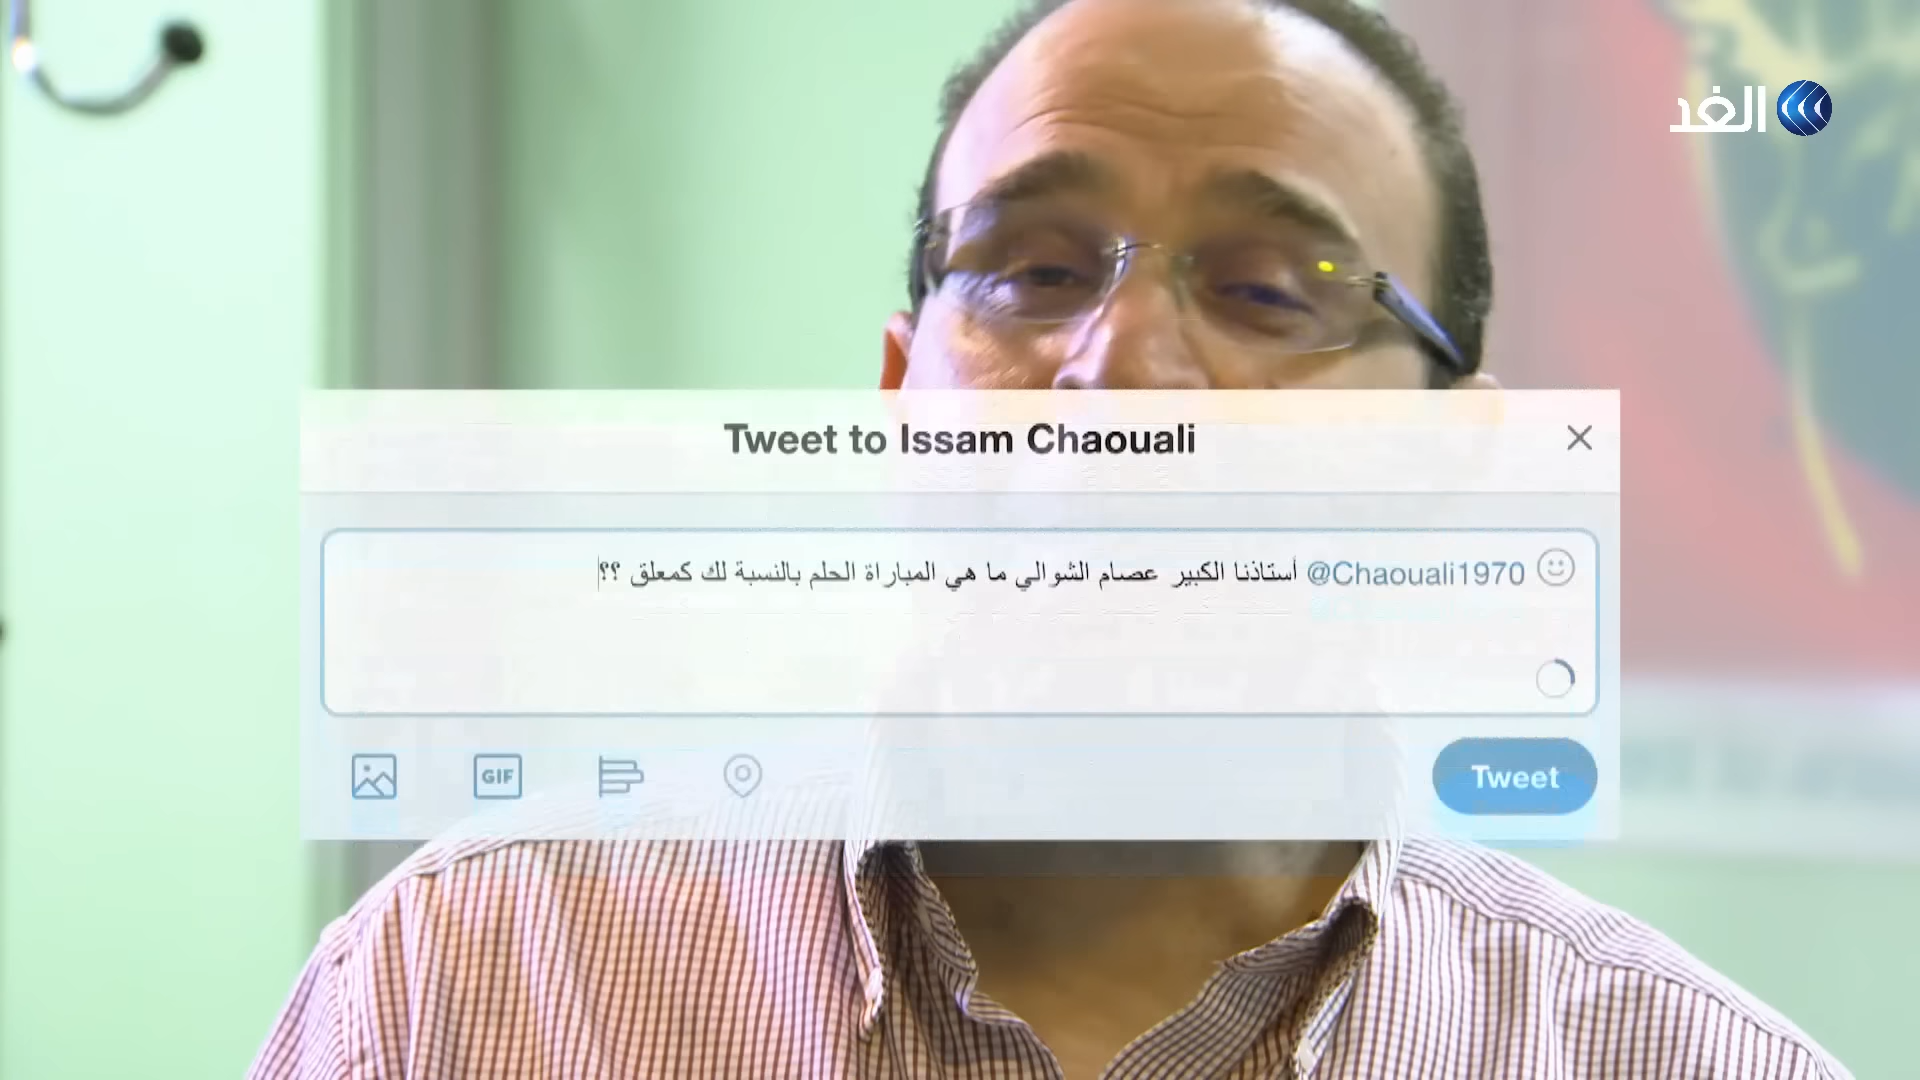 الغد
Tweet to Issam Chaouali
@Chaouali1970 أستاذنا الكبير عصام الشوالي ما هي المباراة الحلم بالنسبة لك كمعلق ؟؟
GIF
Tweet